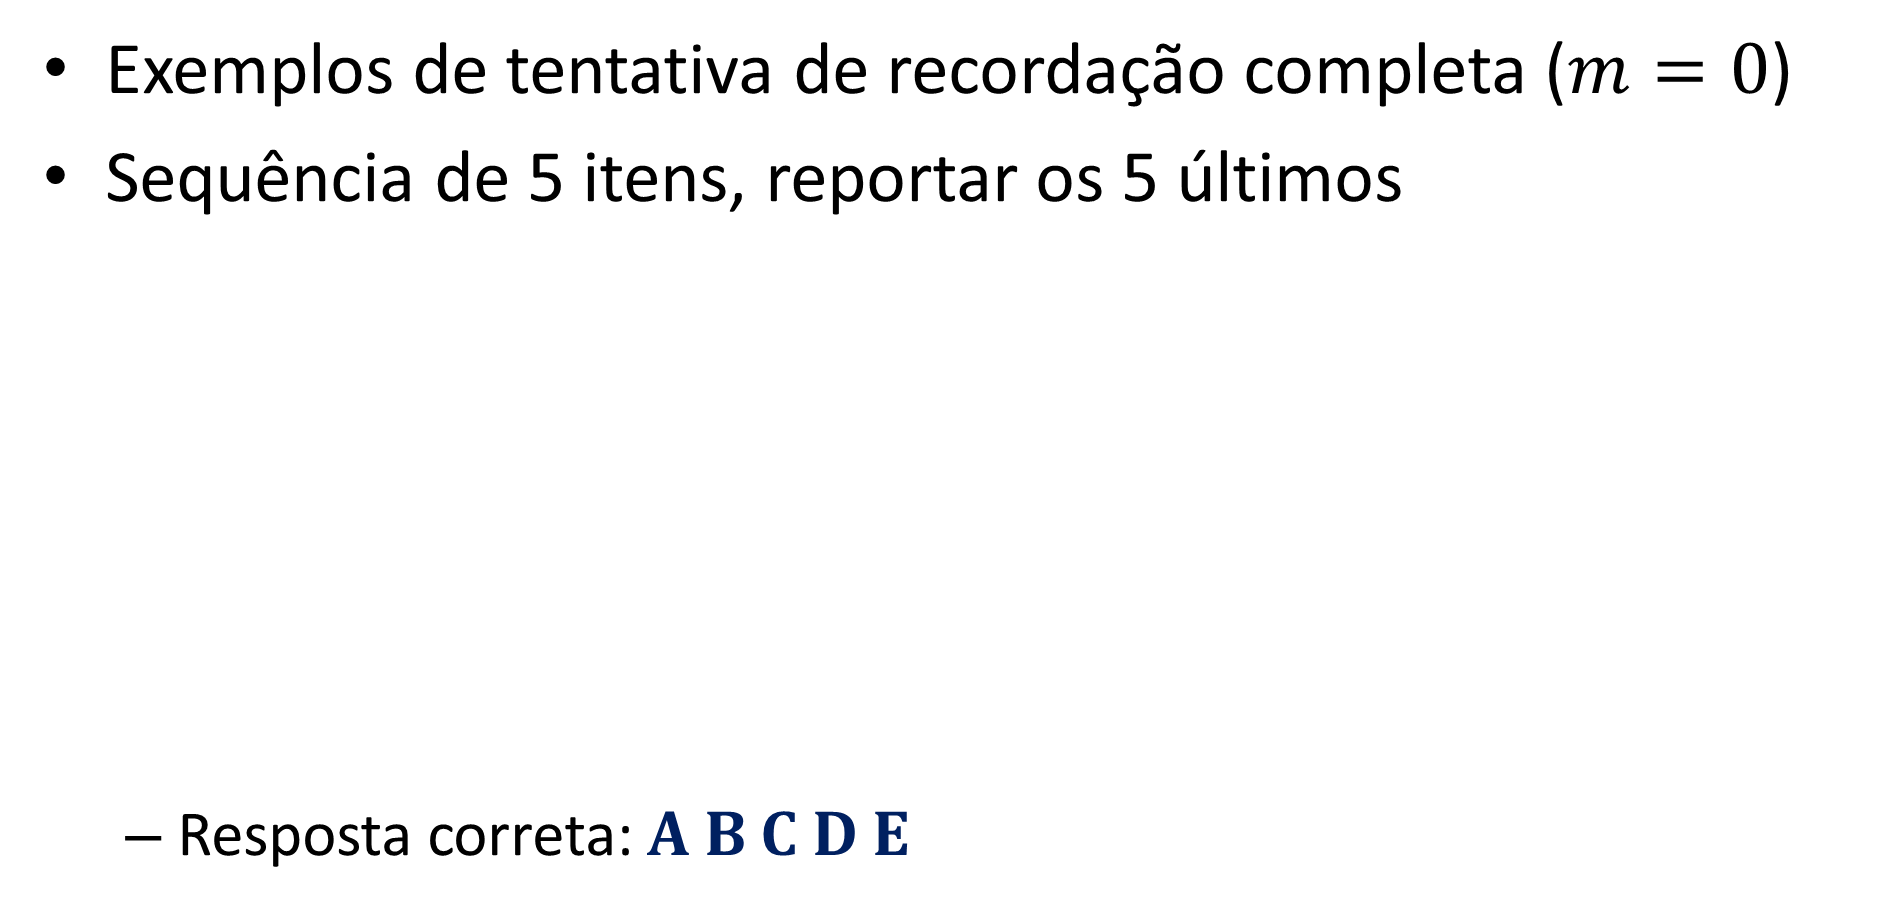 • Exemplos de tentativa de recordação completa (𝑚 = 0)
• Sequência de 5 itens, reportar os 5 últimos
– Resposta correta: A B C D E